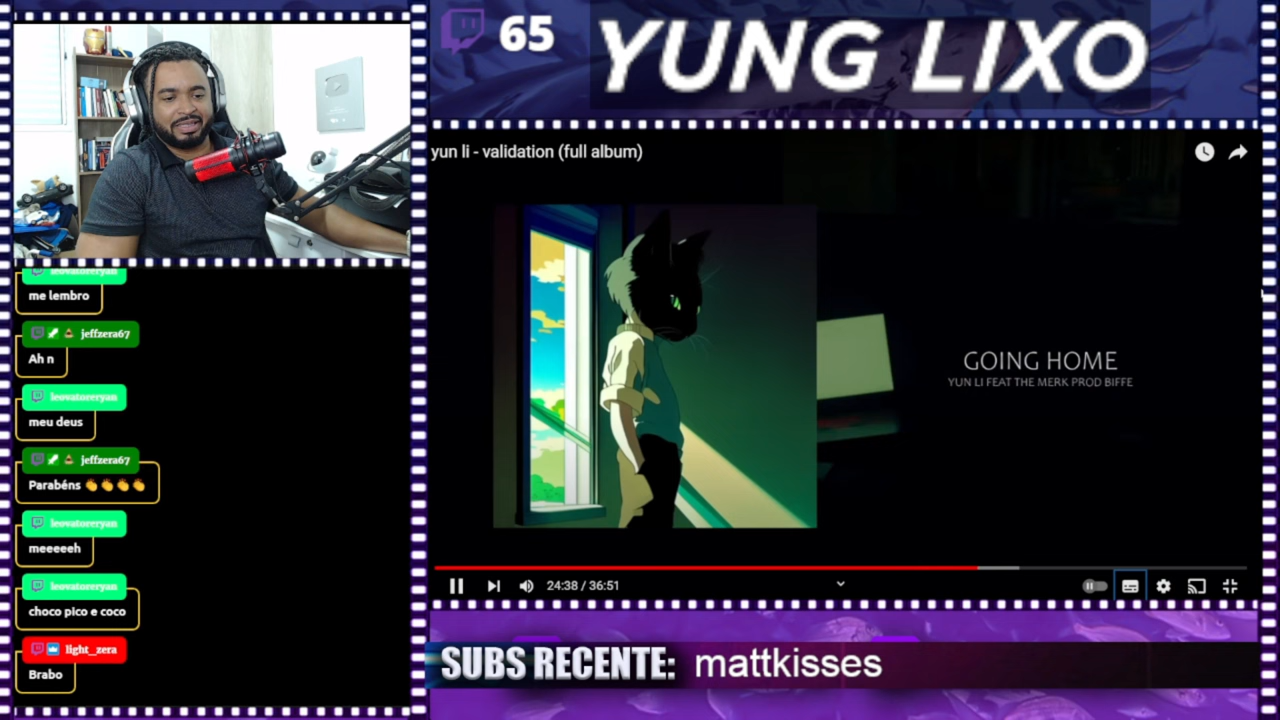 65
YUNG LIXO
yun li - validation (full album)
leovatoreryan
me lembro
jeffzera67
Ah n
leovatoreryan
meu deus
jeffzera67
Parabéns 👏👏👏👏
leovatoreryan
meeeeeh
leovatoreryan
choco pico e coco
light_zera
Brabo
GOING HOME
YUN LI FEAT THE MERK PROD BIFFE
24:38 / 36:51
SUBS RECENTE: mattkisses